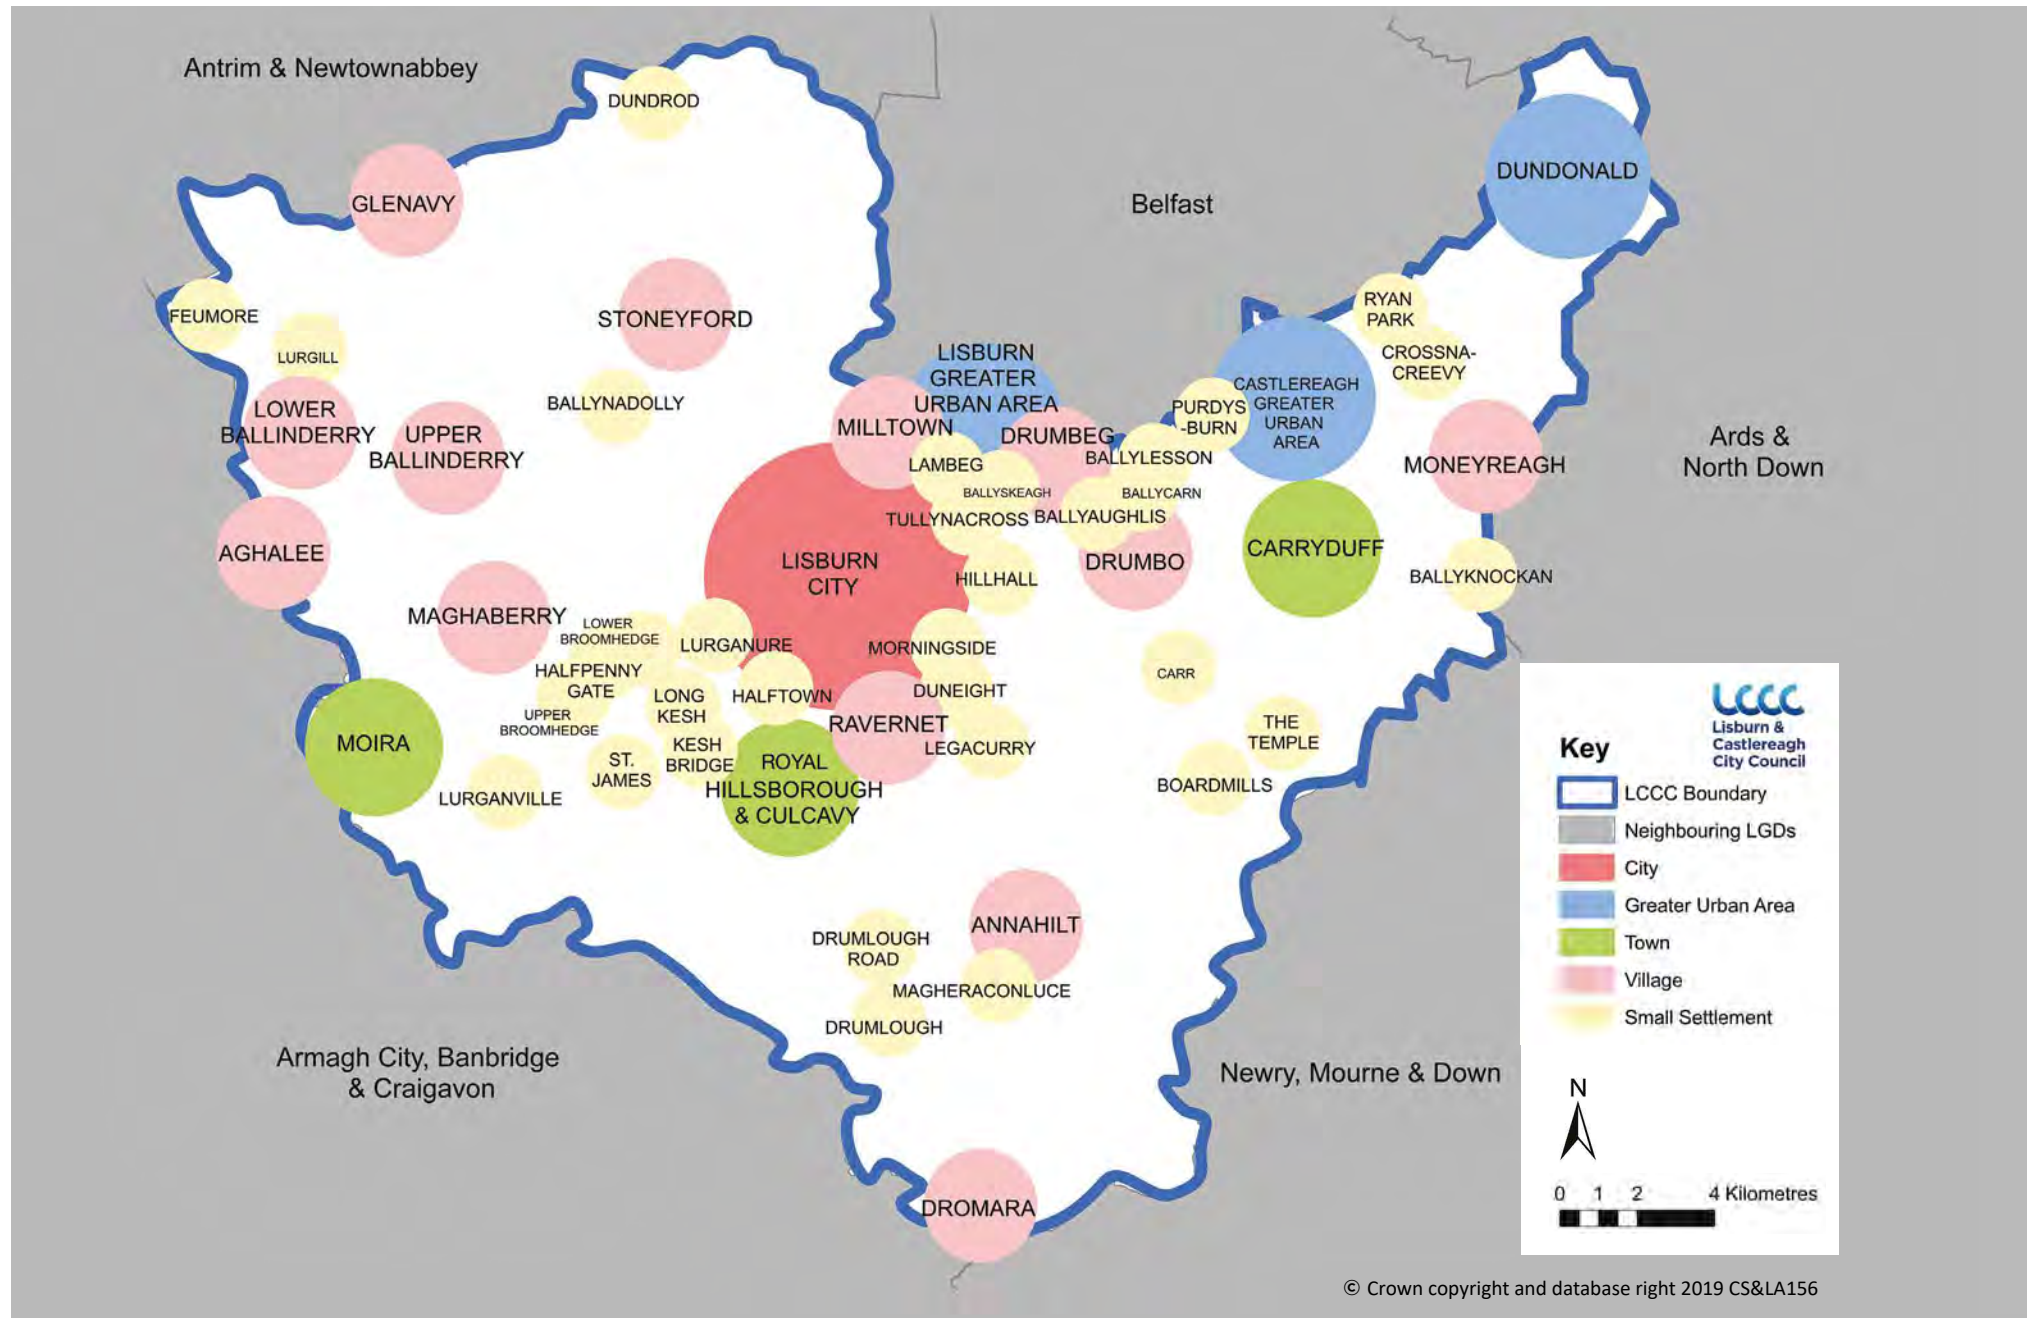 Antrim & Newtownabbey
DUNDROD
DUNDONALD
GLENAVY
Belfast
FEUMORE
LURGILL
STONEYFORD
RYAN
PARK
CROSSNA-
CREEVY
LISBURN
GREATER
URBAN AREA
BALLYNADOLLY
LOWER
BALLINDERRY
UPPER
BALLINDERRY
MILLTOWN
DRUMBEG
PURDYS
-BURN
CASTLEREAGH
GREATER
URBAN
AREA
LAMBEG
BALLYLESSON
MONEYREAGH
Ards &
North Down
BALLYSKEAGH
BALLYCARN
TULLYNACROSS
BALLYAUGHLIS
AGHALEE
LISBURN
CITY
HILLHALL
DRUMBO
CARRYDUFF
BALLYKNOCKAN
MAGHABERRY
LOWER
BROOMHEDGE
LURGANURE
MORNINGSIDE
HALFPENNY
GATE
LONG
KESH
HALFTOWN
DUNEIGHT
CARR
UPPER
BROOMHEDGE
RAVERNET
LEGACURRY
THE
TEMPLE
MOIRA
KESH
BRIDGE
ST.
JAMES
ROYAL
HILLSBOROUGH
& CULCAVY
LURGANVILLE
BOARDMILLS
DRUMLOUGH
ROAD
ANNAHILT
MAGHERACONLUCE
DRUMLOUGH
Armagh City, Banbridge
& Craigavon
Newry, Mourne & Down
DROMARA
LCCC
Lisburn &
Castlereagh
City Council
Key
LCCC Boundary
Neighbouring LGDs
City
Greater Urban Area
Town
Village
Small Settlement
N
0 1 2 4 Kilometres
© Crown copyright and database right 2019 CS&LA156